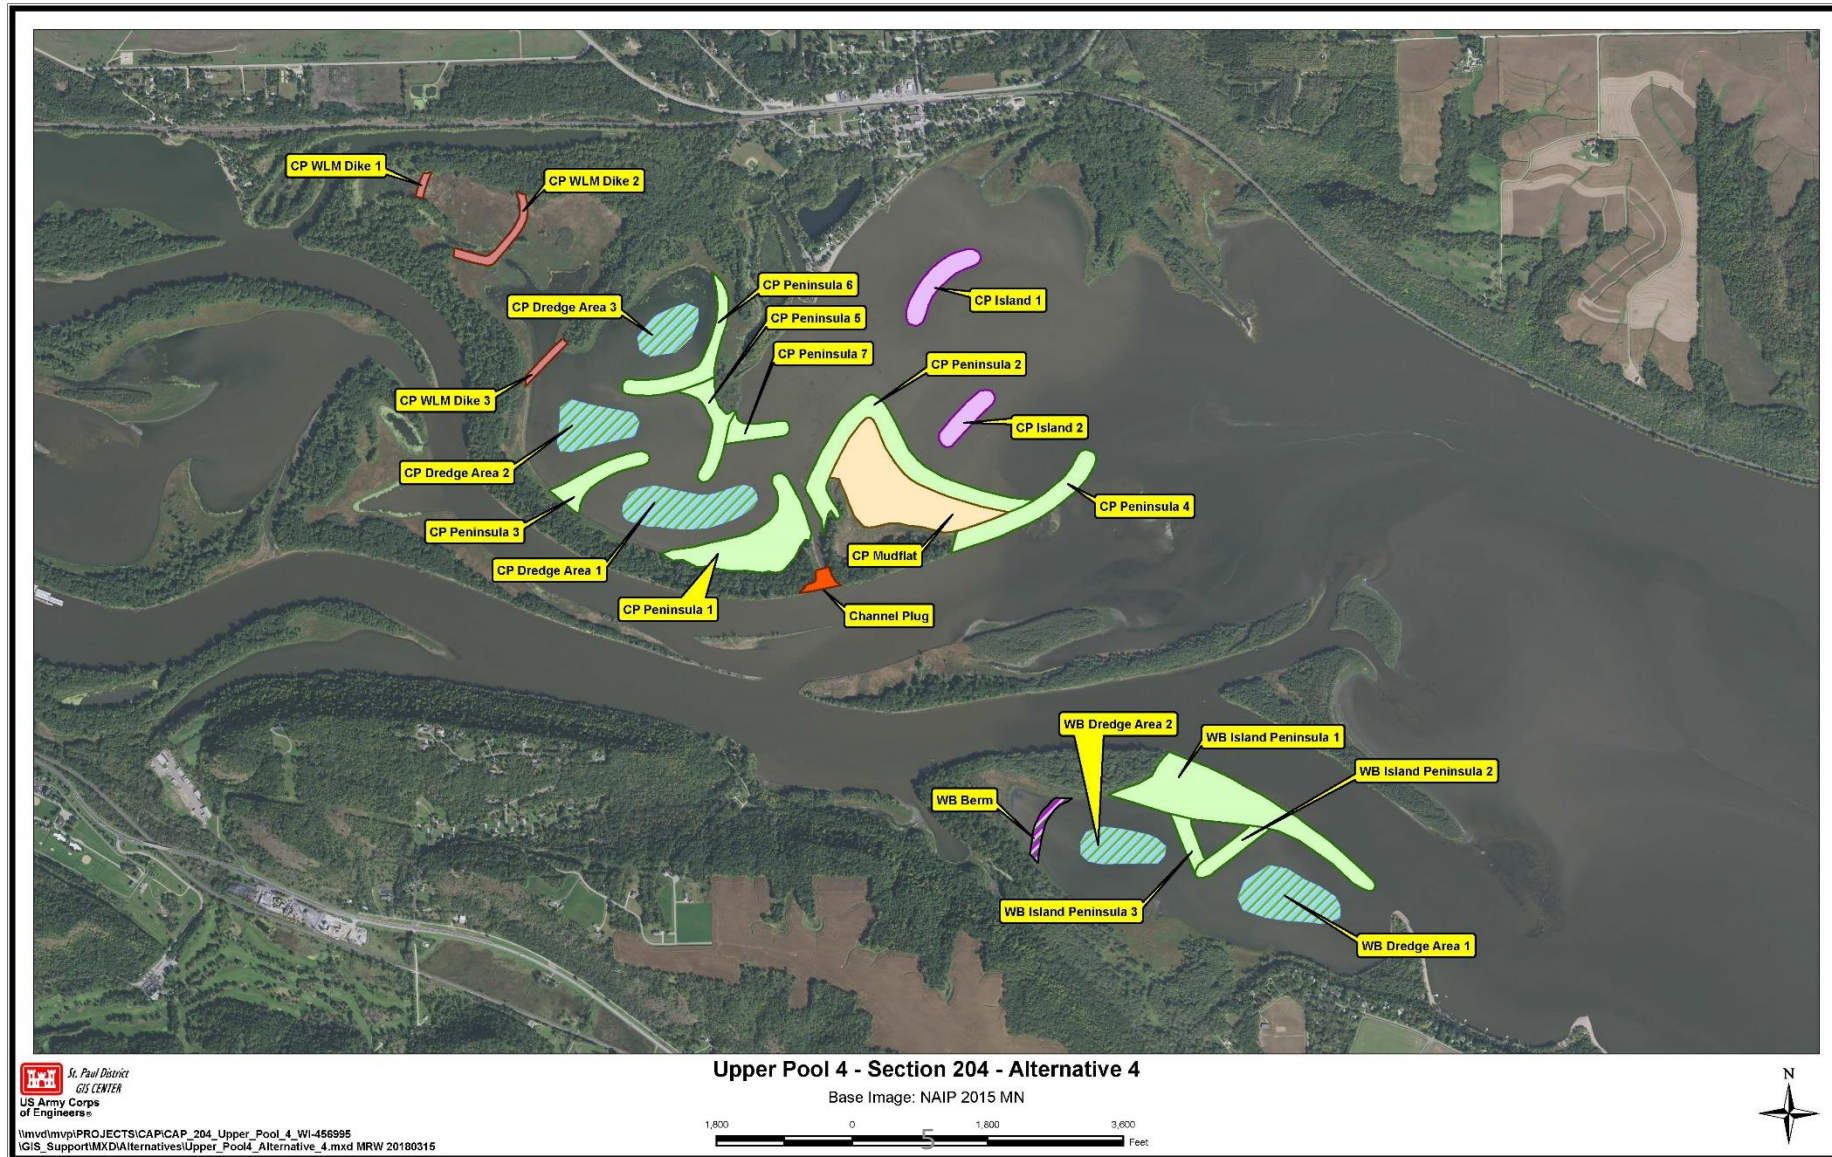 CP WLM Dike 1
CP WLM Dike 2
CP Peninsula 6
CP Dredge Area 3
CP Island 1
CP Peninsula 5
CP Peninsula 7
CP Peninsula 2
CP WLM Dike 3
CP Island 2
CP Dredge Area 2
CP Peninsula 4
CP Peninsula 3
CP Mudflat
CP Dredge Area 1
CP Peninsula 1
Channel Plug
WB Dredge Area 2
WB Island Peninsula 1
WB Island Peninsula 2
WB Berm
WB Island Peninsula 3
WB Dredge Area 1
St. Paul District
GIS CENTER
US Army Corps
of Engineers®
\\mvd\mvp\PROJECTS\CAP\CAP_204_Upper_Pool_4_WI-456995
\GIS_Support\MXD\Alternatives\Upper_Pool4_Alternative_4.mxd MRW 20180315
Upper Pool 4 - Section 204 - Alternative 4
Base Image: NAIP 2015 MN
1,800 0 1,800 3,600
Feet
5
N